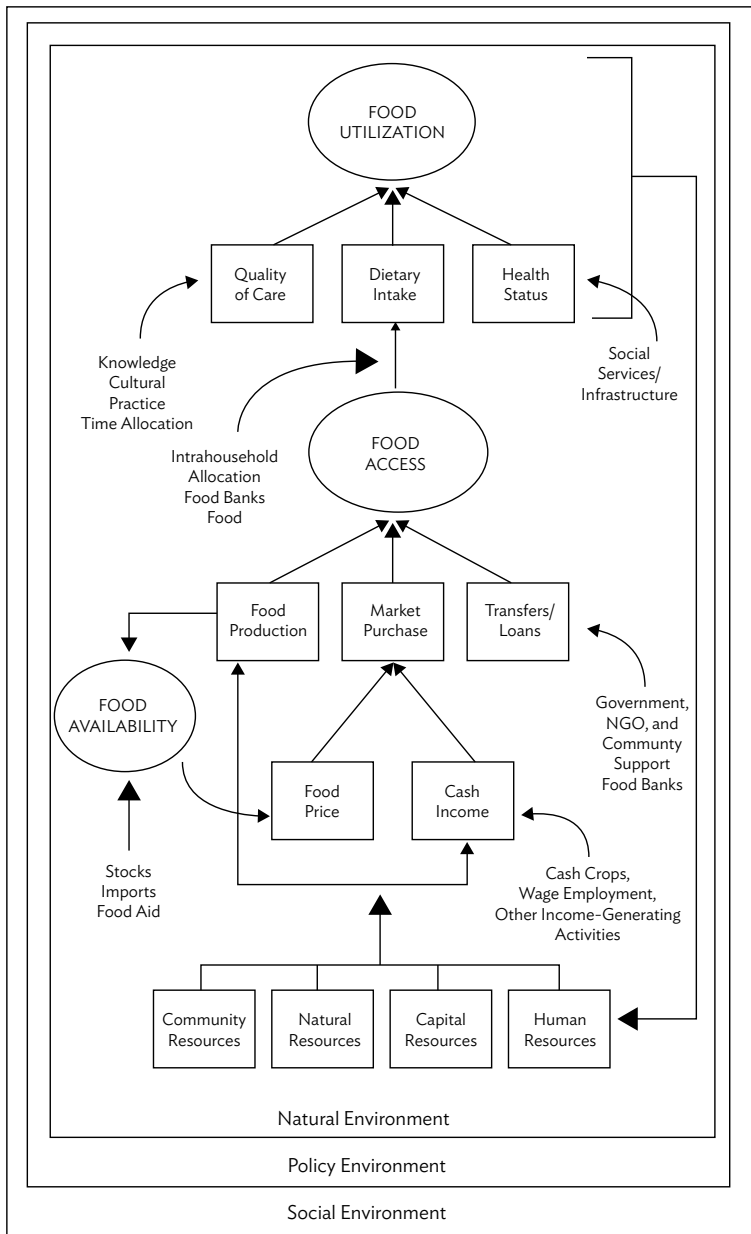 FOOD
UTILIZATION
Quality
of Care
Dietary
Intake
Health
Status
Knowledge
Cultural
Practice
Time Allocation
Social
Services/
Infrastructure
Intrahousehold
Allocation
Food Banks
Food
FOOD
ACCESS
Food
Production
Market
Purchase
Transfers/
Loans
FOOD
AVAILABILITY
Government,
NGO, and
Communty
Support
Food Banks
Food
Price
Cash
Income
Stocks
Imports
Food Aid
Cash Crops,
Wage Employment,
Other Income-Generating
Activities
Community
Resources
Natural
Resources
Capital
Resources
Human
Resources
Natural Environment
Policy Environment
Social Environment